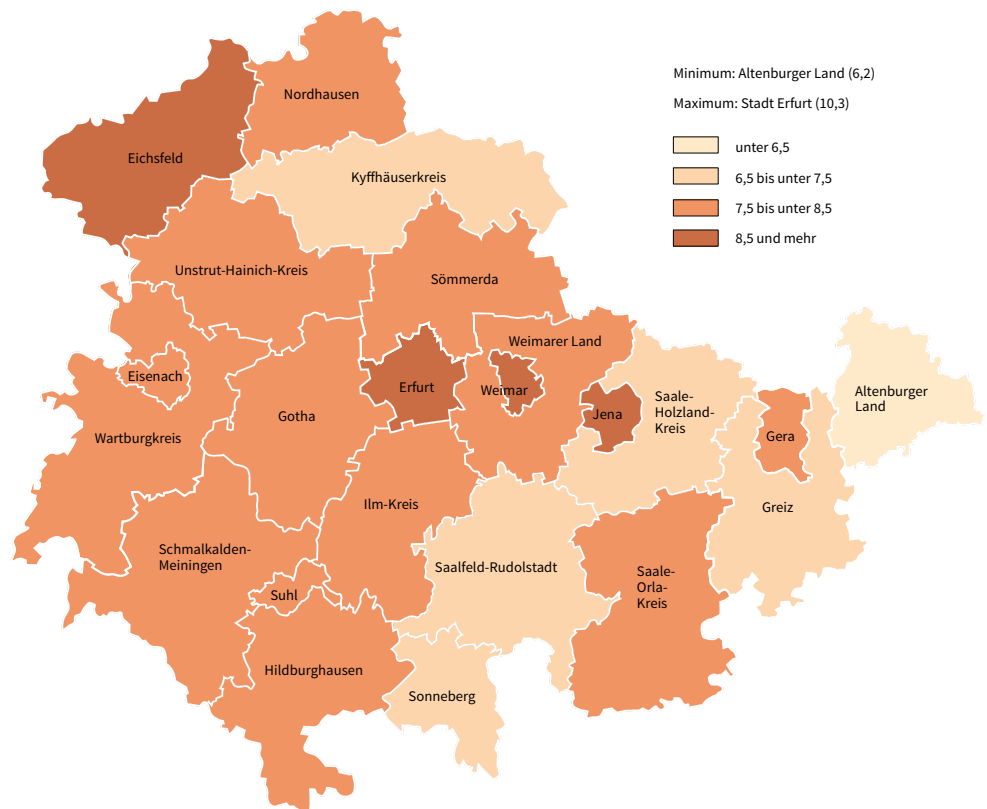 Nordhausen
Minimum: Altenburger Land (6,2)
Maximum: Stadt Erfurt (10,3)
unter 6,5
6,5 bis unter 7,5
7,5 bis unter 8,5
8,5 und mehr
Eichsfeld
Kyffhäuserkreis
Unstrut-Hainich-Kreis
Sömmerda
Weimarer Land
Eisenach
Erfurt
Weimar
Altenburger
Land
Saale-
Holzland-
Kreis
Gotha
Jena
Wartburgkreis
Gera
Ilm-Kreis
Greiz
Schmalkalden-
Meiningen
Saalfeld-Rudolstadt
Saale-
Orla-
Kreis
Suhl
Hildburghausen
Sonneberg